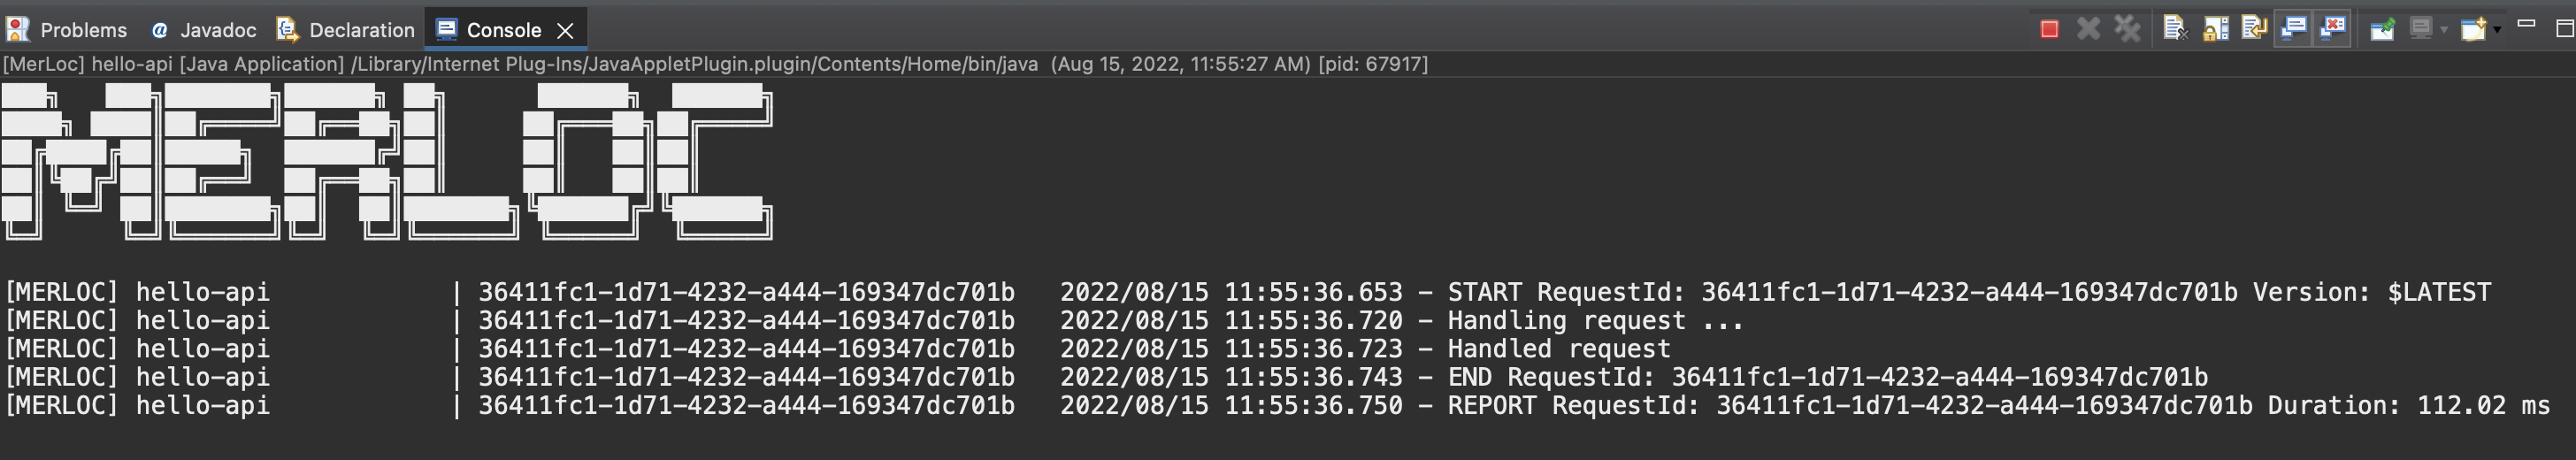 Problems @ Javadoc Declaration Console
[MerLoc] hello-api [Java Application] /Library/Internet Plug-Ins/JavaAppletPlugin.plugin/Contents/Home/bin/java (Aug 15, 2022, 11:55:27 AM) [pid: 67917]
MERLOC
[MERLOC] hello-api | 36411fc1-1d71-4232-a444-169347dc701b 2022/08/15 11:55:36.653 – START RequestId: 36411fc1-1d71-4232-a444-169347dc701b Version: $LATEST
[MERLOC] hello-api | 36411fc1-1d71-4232-a444-169347dc701b 2022/08/15 11:55:36.720 – Handling request ...
[MERLOC] hello-api | 36411fc1-1d71-4232-a444-169347dc701b 2022/08/15 11:55:36.723 – Handled request
[MERLOC] hello-api | 36411fc1-1d71-4232-a444-169347dc701b 2022/08/15 11:55:36.743 – END RequestId: 36411fc1-1d71-4232-a444-169347dc701b
[MERLOC] hello-api | 36411fc1-1d71-4232-a444-169347dc701b 2022/08/15 11:55:36.750 – REPORT RequestId: 36411fc1-1d71-4232-a444-169347dc701b Duration: 112.02 ms